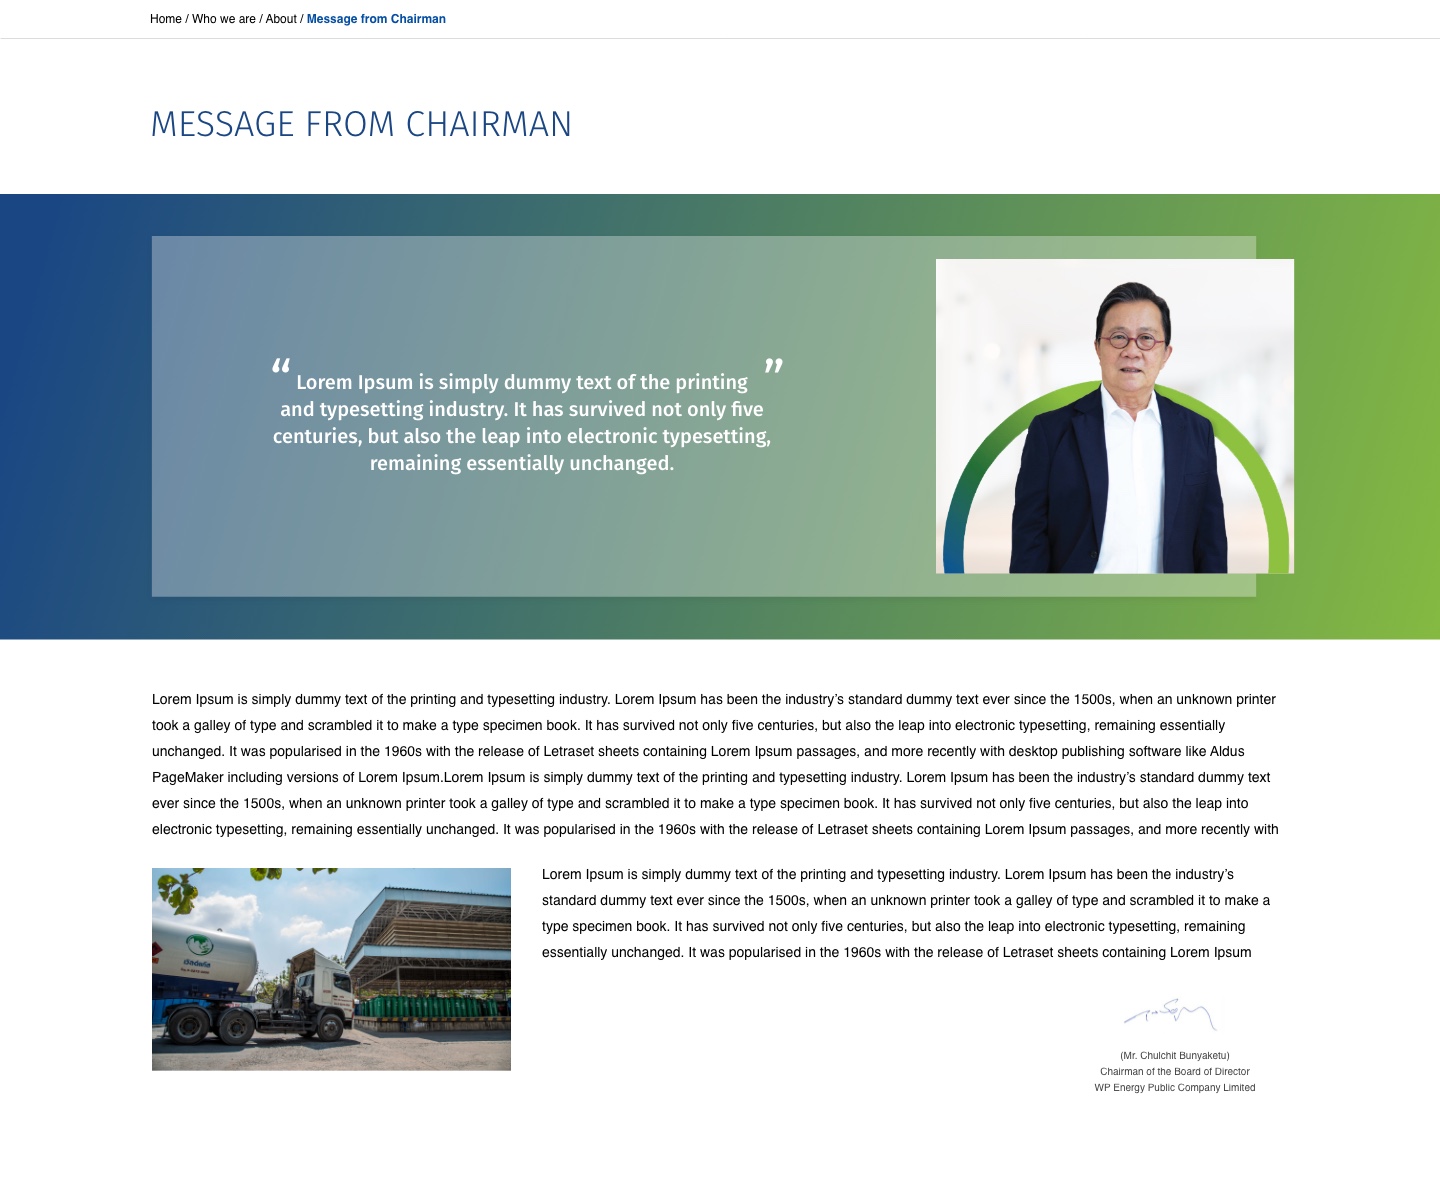 Home / Who we are / About / Message from Chairman
MESSAGE FROM CHAIRMAN
“ Lorem Ipsum is simply dummy text of the printing ”
and typesetting industry. It has survived not only five
centuries, but also the leap into electronic typesetting,
remaining essentially unchanged.
Lorem Ipsum is simply dummy text of the printing and typesetting industry. Lorem Ipsum has been the industry’s standard dummy text ever since the 1500s, when an unknown printer
took a galley of type and scrambled it to make a type specimen book. It has survived not only five centuries, but also the leap into electronic typesetting, remaining essentially
unchanged. It was popularised in the 1960s with the release of Letraset sheets containing Lorem Ipsum passages, and more recently with desktop publishing software like Aldus
PageMaker including versions of Lorem Ipsum.Lorem Ipsum is simply dummy text of the printing and typesetting industry. Lorem Ipsum has been the industry’s standard dummy text
ever since the 1500s, when an unknown printer took a galley of type and scrambled it to make a type specimen book. It has survived not only five centuries, but also the leap into
electronic typesetting, remaining essentially unchanged. It was popularised in the 1960s with the release of Letraset sheets containing Lorem Ipsum passages, and more recently with
Lorem Ipsum is simply dummy text of the printing and typesetting industry. Lorem Ipsum has been the industry’s
standard dummy text ever since the 1500s, when an unknown printer took a galley of type and scrambled it to make a
type specimen book. It has survived not only five centuries, but also the leap into electronic typesetting, remaining
essentially unchanged. It was popularised in the 1960s with the release of Letraset sheets containing Lorem Ipsum
(Mr. Chulchit Bunyaketu)
Chairman of the Board of Director
WP Energy Public Company Limited